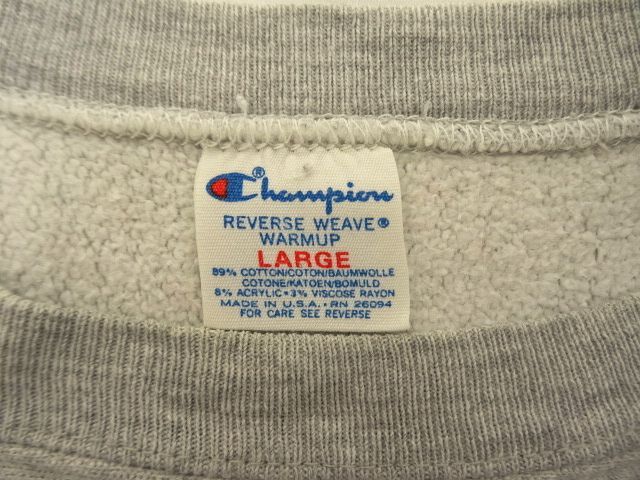 Champion®
REVERSE WEAVE®
WARMUP
LARGE
89% COTTON/COTON/BAUMWOLLE
COTONE/KATOEN/BOMULD
8% ACRYLIC • 3% VISCOSE RAYON
MADE IN U.S.A. • RN 26094
FOR CARE SEE REVERSE